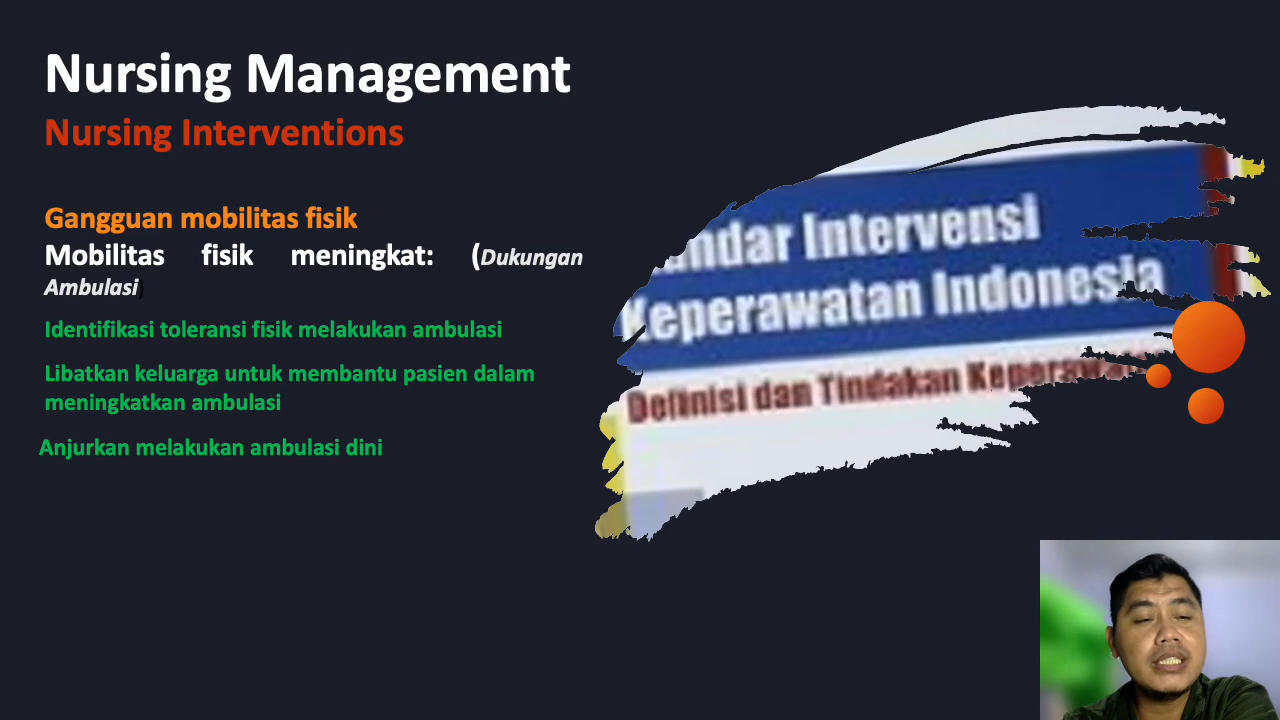 Nursing Management
Nursing Interventions
Gangguan mobilitas fisik
Mobilitas fisik meningkat: (Dukungan
Ambulasi)
Identifikasi toleransi fisik melakukan ambulasi
Libatkan keluarga untuk membantu pasien dalam
meningkatkan ambulasi
Anjurkan melakukan ambulasi dini
Intervensi
Keperawatan Indonesia
Definisi dan Tindakan